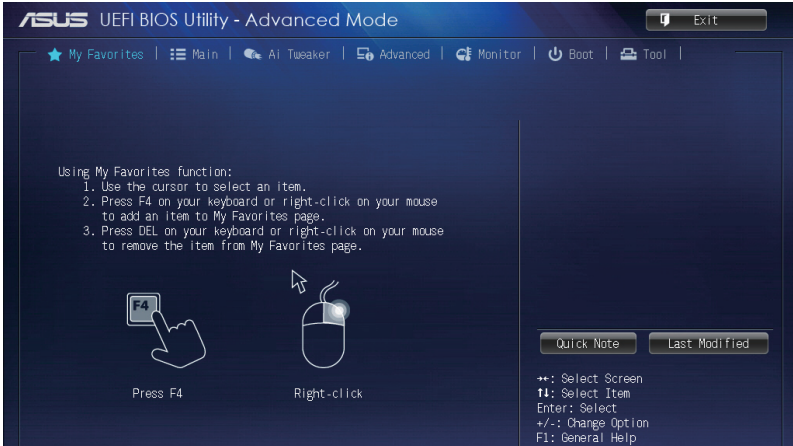 ASUS UEFI BIOS Utility - Advanced Mode
Exit
My Favorites | Main | Ai Tweaker | Advanced | Monitor | Boot | Tool |
Using My Favorites function:
1. Use the cursor to select an item.
2. Press F4 on your keyboard or right-click on your mouse
to add an item to My Favorites page.
3. Press DEL on your keyboard or right-click on your mouse
to remove the item from My Favorites page.
F4
Press F4
Right-click
Quick Note
Last Modified
→←: Select Screen
↑↓: Select Item
Enter: Select
+/-: Change Option
F1: General Help